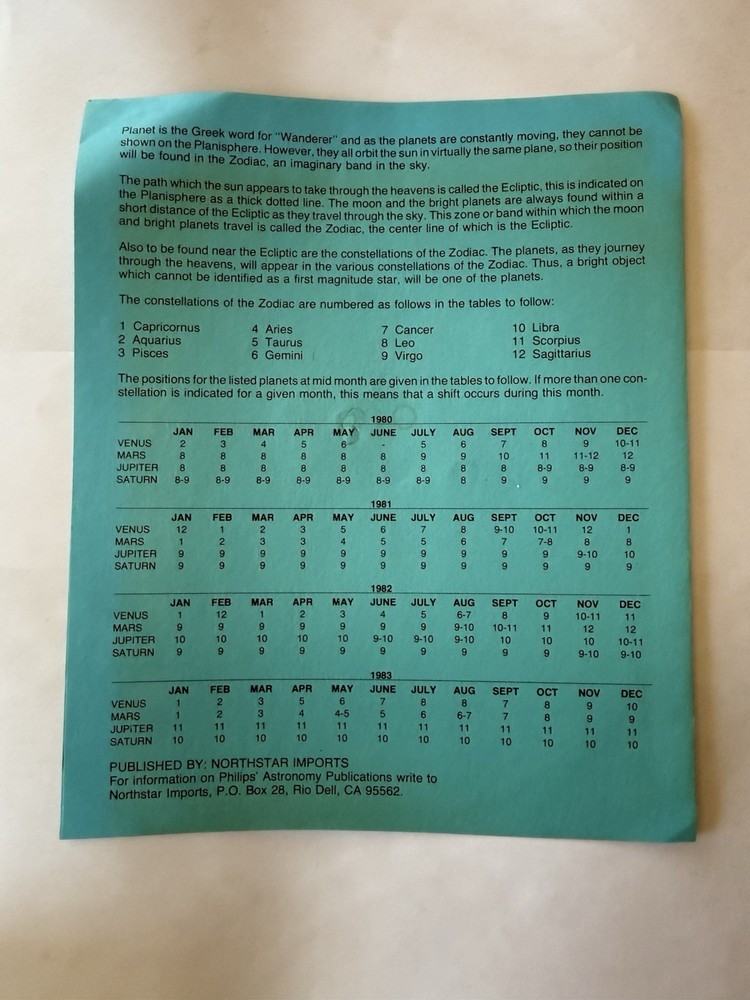 Planet is the Greek word for "Wanderer" and as the planets are constantly moving, they cannot be
shown on the Planisphere. However, they all orbit the sun in virtually the same plane, so their position
will be found in the Zodiac, an imaginary band in the sky.
The path which the sun appears to take through the heavens is called the Ecliptic, this is indicated on
the Planisphere as a thick dotted line. The moon and the bright planets are always found within a
short distance of the Ecliptic as they travel through the sky. This zone or band within which the moon
and bright planets travel is called the Zodiac, the center line of which is the Ecliptic.
Also to be found near the Ecliptic are the constellations of the Zodiac. The planets, as they journey
through the heavens, will appear in the various constellations of the Zodiac. Thus, a bright object
which cannot be identified as a first magnitude star, will be one of the planets.
The constellations of the Zodiac are numbered as follows in the tables to follow:
1 Capricornus 4 Aries 7 Cancer 10 Libra
2 Aquarius 5 Taurus 8 Leo 11 Scorpius
3 Pisces 6 Gemini 9 Virgo 12 Sagittarius
The positions for the listed planets at mid month are given in the tables to follow. If more than one con-
stellation is indicated for a given month, this means that a shift occurs during this month.
1980
JAN FEB MAR APR MAY JUNE JULY AUG SEPT OCT NOV DEC
VENUS 2 3 4 5 6 - 5 6 7 8 9 10-11
MARS 8 8 8 8 8 8 9 9 10 11 11-12 12
JUPITER 8 8 8 8 8 8 8 8 8 8-9 8-9 8-9
SATURN 8-9 8-9 8-9 8-9 8-9 8-9 8-9 8 9 9 9 9
1981
JAN FEB MAR APR MAY JUNE JULY AUG SEPT OCT NOV DEC
VENUS 12 1 2 3 5 6 7 8 9-10 10-11 12 1
MARS 1 2 3 3 4 5 5 6 7 7-8 8 8
JUPITER 9 9 9 9 9 9 9 9 9 9 9-10 10
SATURN 9 9 9 9 9 9 9 9 9 9 9 9
1982
JAN FEB MAR APR MAY JUNE JULY AUG SEPT OCT NOV DEC
VENUS 1 12 1 2 3 4 5 6-7 8 9 10-11 11
MARS 9 9 9 9 9 9 9 9-10 10-11 11 12 12
JUPITER 10 10 10 10 10 9-10 9-10 9-10 10 10 10 10-11
SATURN 9 9 9 9 9 9 9 9 9 9 9-10 9-10
1983
JAN FEB MAR APR MAY JUNE JULY AUG SEPT OCT NOV DEC
VENUS 1 2 3 5 6 7 8 8 7 8 9 10
MARS 1 2 3 4 4-5 5 6 6-7 7 8 9 9
JUPITER 11 11 11 11 11 11 11 11 11 11 11 11
SATURN 10 10 10 10 10 10 10 10 10 10 10 10
PUBLISHED BY: NORTHSTAR IMPORTS
For information on Philips' Astronomy Publications write to
Northstar Imports, P.O. Box 28, Rio Dell, CA 95562.